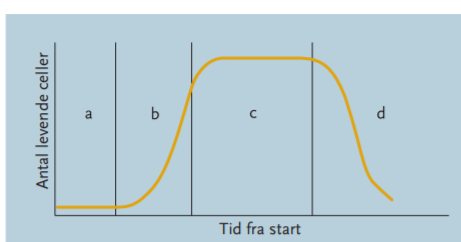 Antal levende celler
a b c d
Tid fra start